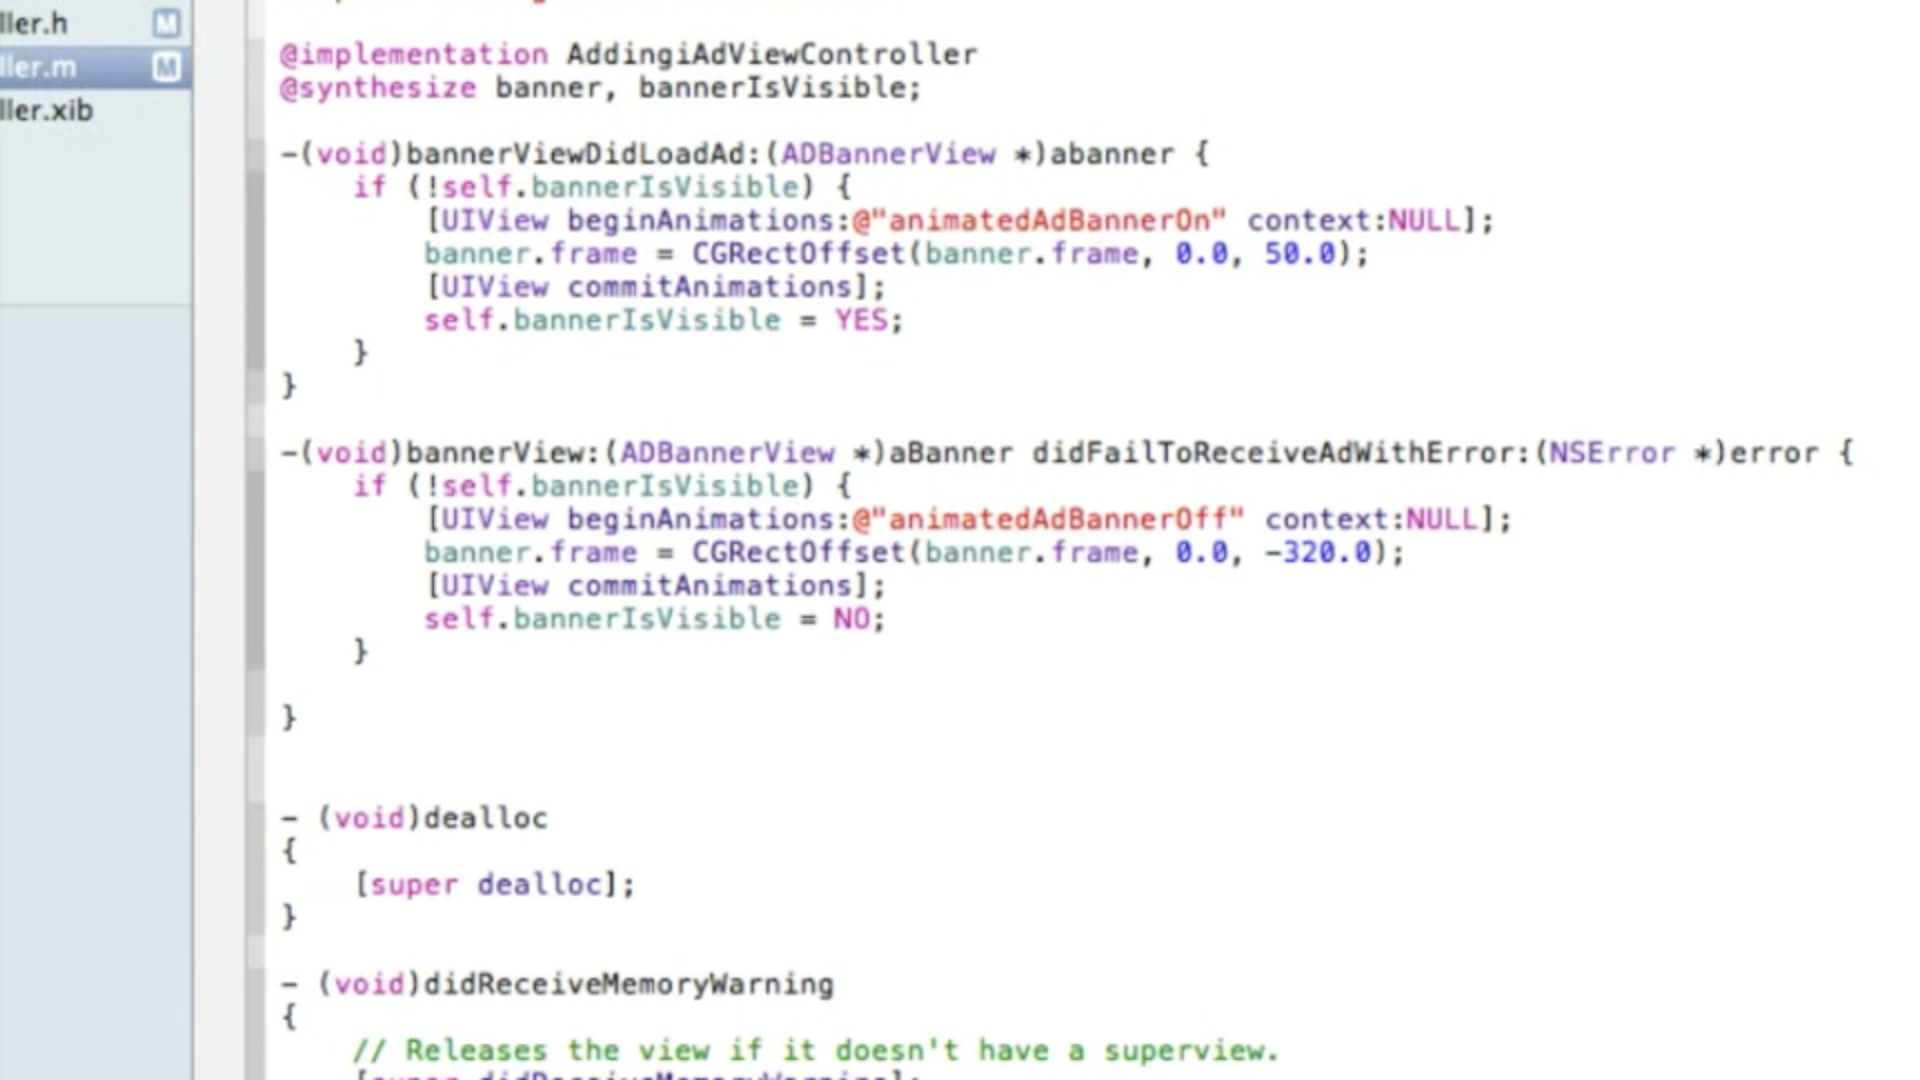 ller.h M
ller.m M
ller.xib
@implementation AddingiAdViewController
@synthesize banner, bannerIsVisible;
-(void)bannerViewDidLoadAd:(ADBannerView *)abanner {
if (!self.bannerIsVisible) {
[UIView beginAnimations:@"animatedAdBannerOn" context:NULL];
banner.frame = CGRectOffset(banner.frame, 0.0, 50.0);
[UIView commitAnimations];
self.bannerIsVisible = YES;
}
}
-(void)bannerView:(ADBannerView *)aBanner didFailToReceiveAdWithError:(NSError *)error {
if (!self.bannerIsVisible) {
[UIView beginAnimations:@"animatedAdBannerOff" context:NULL];
banner.frame = CGRectOffset(banner.frame, 0.0, -320.0);
[UIView commitAnimations];
self.bannerIsVisible = NO;
}
}
- (void)dealloc
{
[super dealloc];
}
- (void)didReceiveMemoryWarning
{
// Releases the view if it doesn't have a superview.
[super didReceiveMemoryWarning];